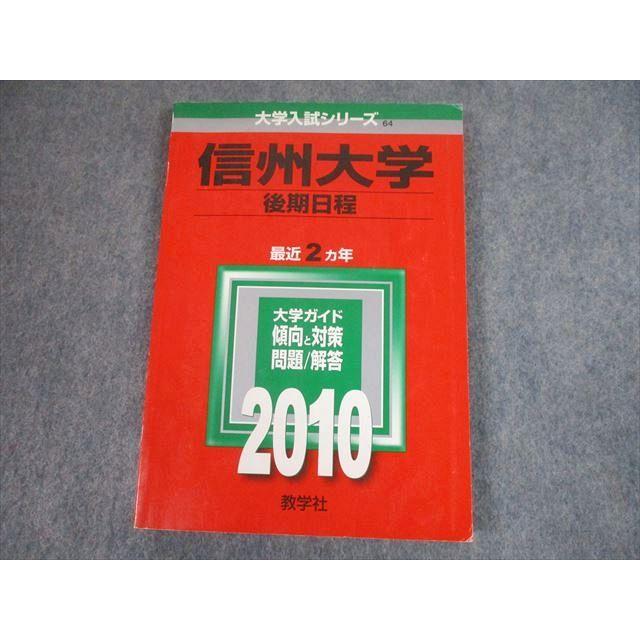 大学入試シリーズ 64
信州大学
後期日程
最近2ヵ年
大学ガイド
傾向と対策
問題/解答
2010
教学社